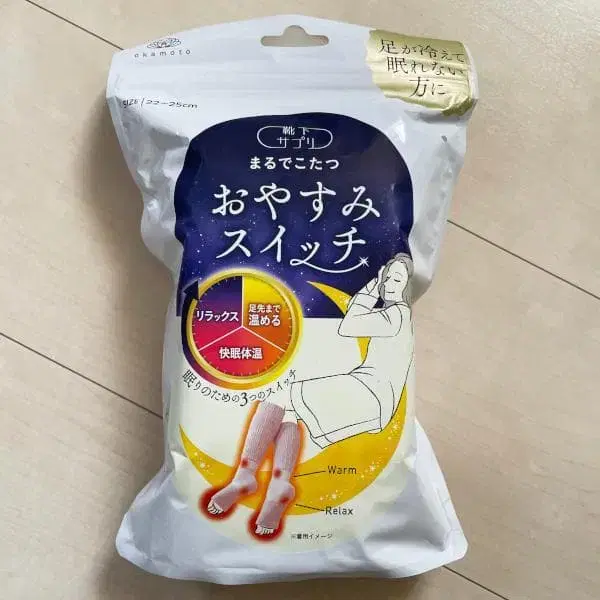 okamoto
足が冷えて
眠れない
方に
SIZE / 22-25cm
靴下
サプリ
まるでこたつ
おやすみ
スイッチ
リラックス
足先まで
温める
快眠体温
眠りのための3つのスイッチ
Warm
Relax
※着用イメージ